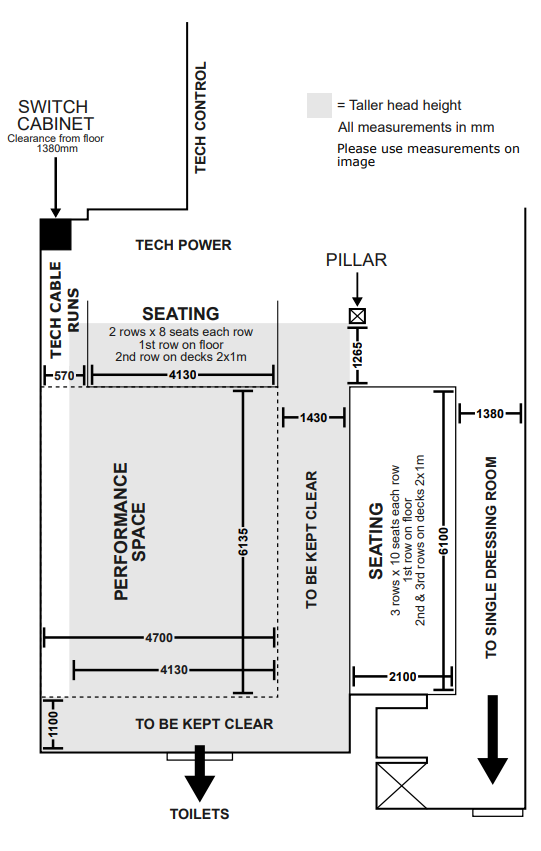 TECH CONTROL
SWITCH
CABINET
Clearance from floor
1380mm
= Taller head height
All measurements in mm
Please use measurements on
image
TECH POWER
PILLAR
TECH CABLE
RUNS
SEATING
2 rows x 8 seats each row
1st row on floor
2nd row on decks 2x1m
1265
570
4130
1430
1380
PERFORMANCE
SPACE
6135
TO BE KEPT CLEAR
SEATING
3 rows x 10 seats each row
1st row on floor
2nd & 3rd rows on decks 2x1m
6100
TO SINGLE DRESSING ROOM
4700
4130
2100
1100
TO BE KEPT CLEAR
TOILETS